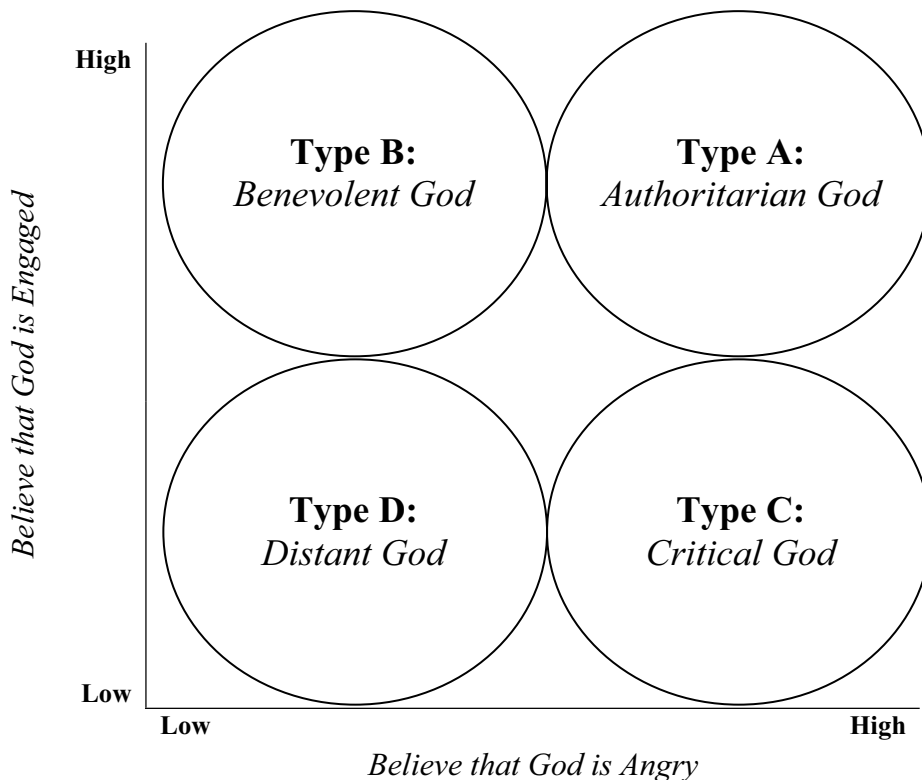 High
Type B:
Benevolent God
Type A:
Authoritarian God
Believe that God is Engaged
Type D:
Distant God
Type C:
Critical God
Low
Low
High
Believe that God is Angry